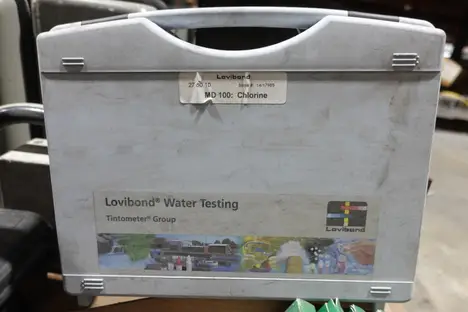 Lovibond
MD 100: Chlorine
Lovibond® Water Testing
Tintometer® Group
Lovibond